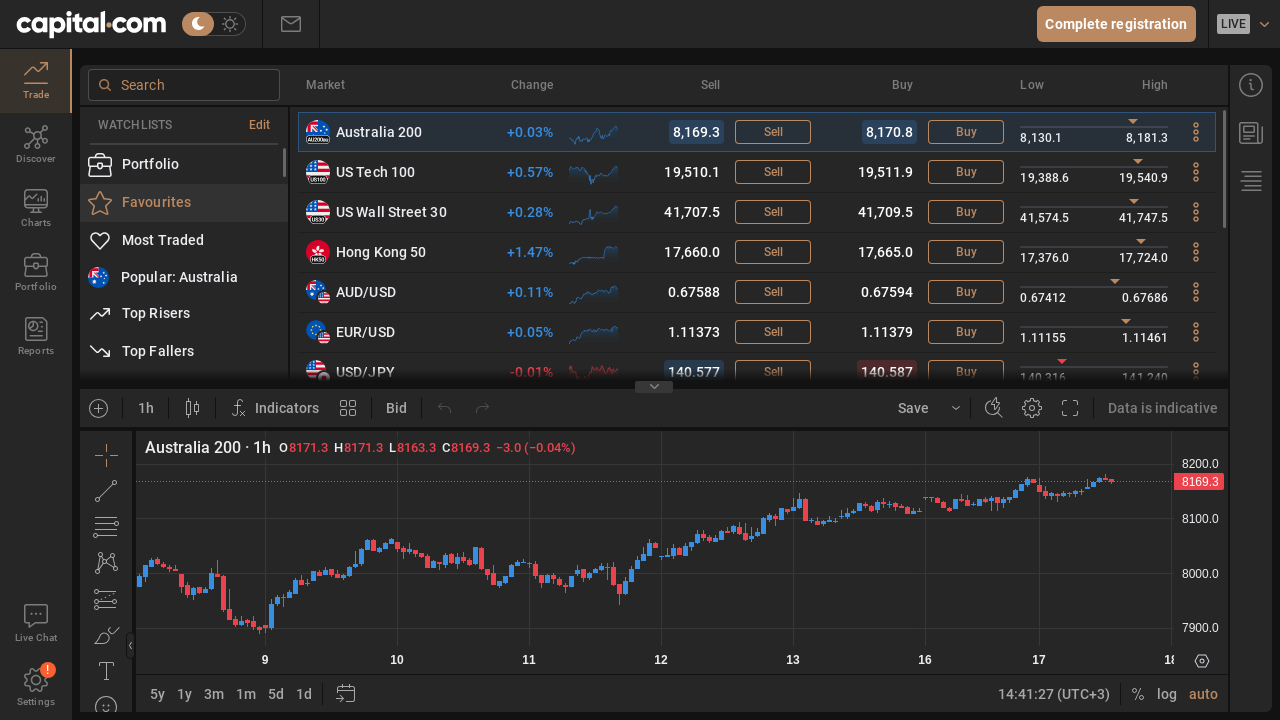 capital.com
Complete registration
LIVE
Trade
Discover
Charts
Portfolio
Reports
Live Chat
!
Settings
Search
Market Change Sell Buy Low High
WATCHLISTS Edit
Portfolio
Favourites
Most Traded
Popular: Australia
Top Risers
Top Fallers
Australia 200 +0.03% 8,169.3 Sell 8,170.8 Buy 8,130.1 8,181.3
US Tech 100 +0.57% 19,510.1 Sell 19,511.9 Buy 19,388.6 19,540.9
US Wall Street 30 +0.28% 41,707.5 Sell 41,709.5 Buy 41,574.5 41,747.5
Hong Kong 50 +1.47% 17,660.0 Sell 17,665.0 Buy 17,376.0 17,724.0
AUD/USD +0.11% 0.67588 Sell 0.67594 Buy 0.67412 0.67686
EUR/USD +0.05% 1.11373 Sell 1.11379 Buy 1.11155 1.11461
USD/JPY -0.01% 140.577 Sell 140.587 Buy 140.316 141.240
1h Indicators Bid Save Data is indicative
Australia 200 · 1h O8171.3 H8171.3 L8163.3 C8169.3 −3.0 (−0.04%)
8200.0
8169.3
8100.0
8000.0
7900.0
9 10 11 12 13 16 17 18
5y 1y 3m 1m 5d 1d 14:41:27 (UTC+3) % log auto